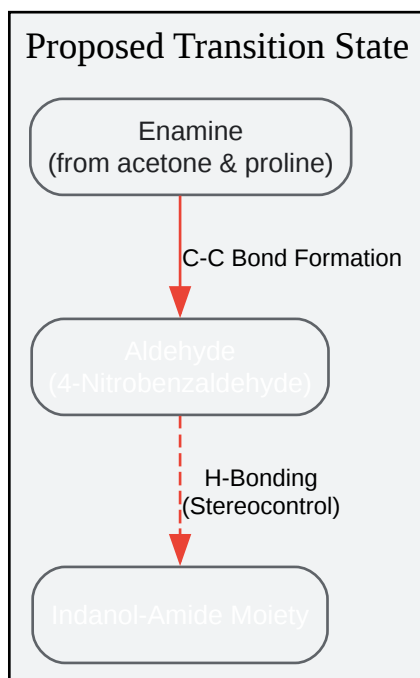 Proposed Transition State
Enamine
(from acetone & proline)
C-C Bond Formation
Aldehyde
(4-Nitrobenzaldehyde)
H-Bonding
(Stereocontrol)
Indanol-Amide Moiety